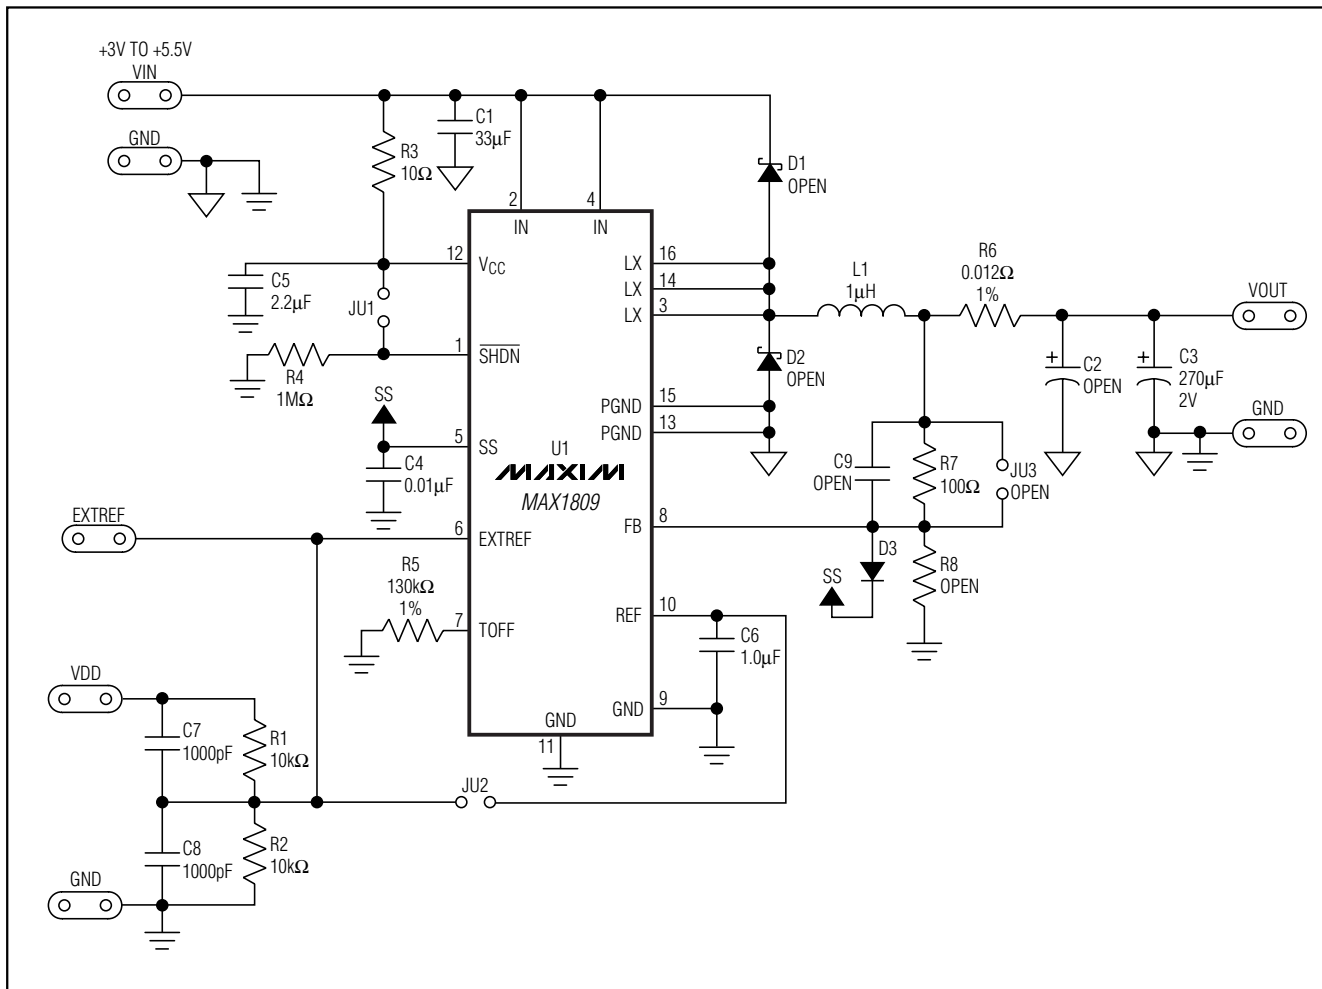 +3V TO +5.5V
VIN
GND
R3
10Ω
C1
33µF
D1
OPEN
2
4
IN
IN
12
VCC
C5
2.2µF
JU1
1
SHDN
R4
1MΩ
SS
5
SS
C4
0.01µF
EXTREF
6
EXTREF
R5
130kΩ
1%
7
TOFF
U1
MAXIM
MAX1809
16
LX
14
LX
3
LX
L1
1µH
R6
0.012Ω
1%
VOUT
D2
OPEN
C2
OPEN
+
C3
270µF
2V
+
GND
15
PGND
13
PGND
C9
OPEN
R7
100Ω
JU3
OPEN
8
FB
D3
SS
R8
OPEN
10
REF
C6
1.0µF
9
GND
GND
11
VDD
C7
1000pF
R1
10kΩ
JU2
C8
1000pF
R2
10kΩ
GND